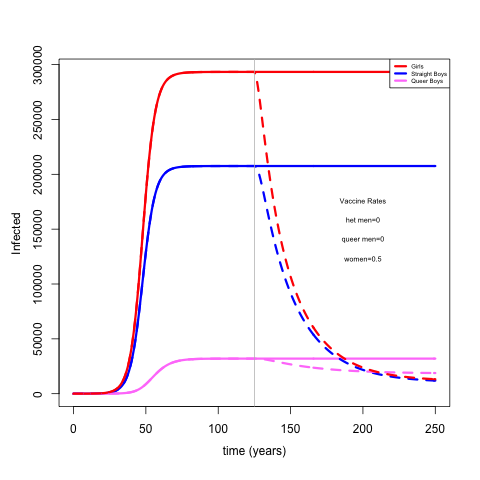 Girls
Straight Boys
Queer Boys
Vaccine Rates
het men=0
queer men=0
women=0.5
Infected
300000
250000
200000
150000
100000
50000
0
0 50 100 150 200 250
time (years)